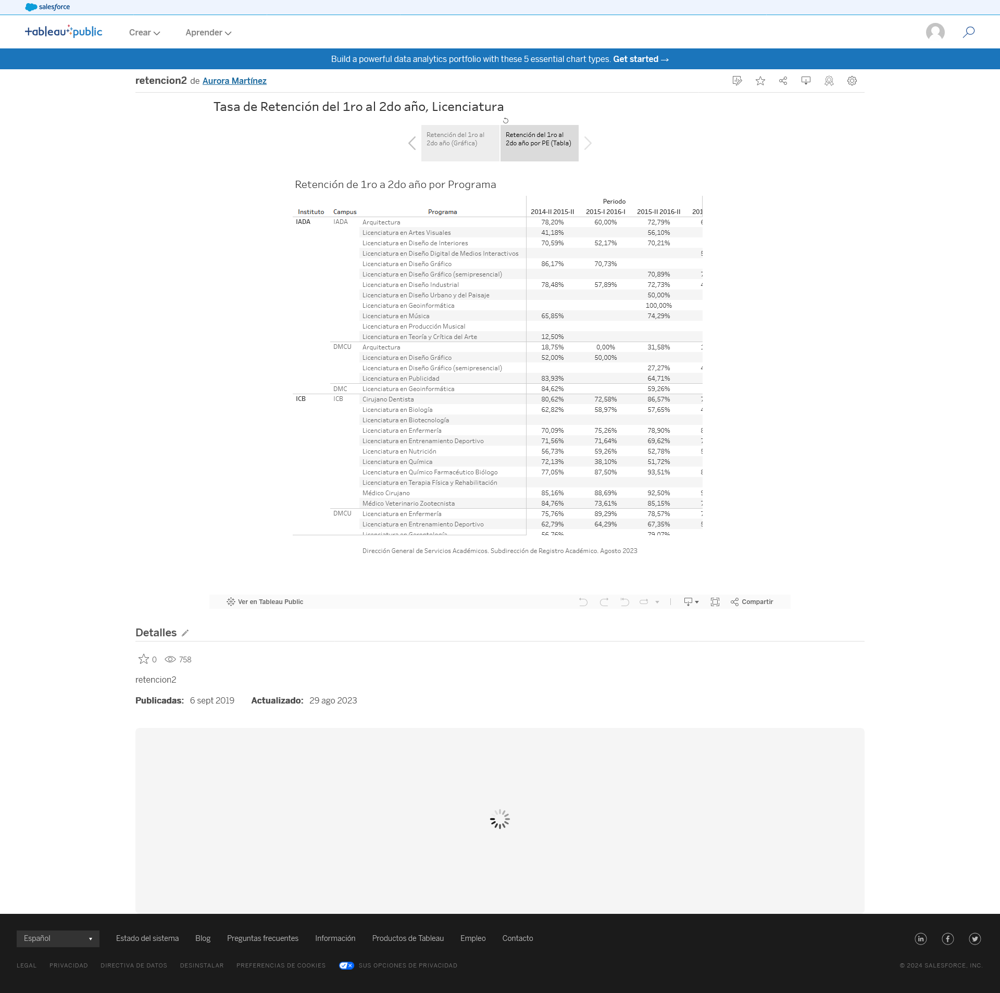 salesforce
tableau public
Crear
Aprender
Build a powerful data analytics portfolio with these 5 essential chart types. Get started →
retencion2 de Aurora Martínez
Tasa de Retención del 1ro al 2do año, Licenciatura
Retención del 1ro al
2do año (Gráfica)
Retención del 1ro al
2do año por PE (Tabla)
Retención de 1ro a 2do año por Programa
Periodo
Instituto Campus Programa 2014-II 2015-II 2015-I 2016-I 2015-II 2016-II 201
IADA IADA Arquitectura 78,20% 60,00% 72,79%
Licenciatura en Artes Visuales 41,18% 56,10%
Licenciatura en Diseño de Interiores 70,59% 52,17% 70,21%
Licenciatura en Diseño Digital de Medios Interactivos
Licenciatura en Diseño Gráfico 86,17% 70,73%
Licenciatura en Diseño Gráfico (semipresencial) 70,89%
Licenciatura en Diseño Industrial 78,48% 57,89% 72,73%
Licenciatura en Diseño Urbano y del Paisaje 50,00%
Licenciatura en Geoinformática 100,00%
Licenciatura en Música 65,85% 74,29%
Licenciatura en Producción Musical
Licenciatura en Teoría y Crítica del Arte 12,50%
DMCU Arquitectura 18,75% 0,00% 31,58%
Licenciatura en Diseño Gráfico 52,00% 50,00%
Licenciatura en Diseño Gráfico (semipresencial) 27,27%
Licenciatura en Publicidad 83,93% 64,71%
DMC Licenciatura en Geoinformática 84,62% 59,26%
ICB ICB Cirujano Dentista 80,62% 72,58% 86,57%
Licenciatura en Biología 62,82% 58,97% 57,65%
Licenciatura en Biotecnología
Licenciatura en Enfermería 70,09% 75,26% 78,90%
Licenciatura en Entrenamiento Deportivo 71,56% 71,64% 69,62%
Licenciatura en Nutrición 56,73% 59,26% 52,78%
Licenciatura en Química 72,13% 38,10% 51,72%
Licenciatura en Químico Farmacéutico Biólogo 77,05% 87,50% 93,51%
Licenciatura en Terapia Física y Rehabilitación
Médico Cirujano 85,16% 88,69% 92,50%
Médico Veterinario Zootecnista 84,76% 73,61% 85,15%
DMCU Licenciatura en Enfermería 75,76% 89,29% 78,57%
Licenciatura en Entrenamiento Deportivo 62,79% 64,29% 67,35%
Licenciatura en Gerontología 56,76% 79,07%
Dirección General de Servicios Académicos. Subdirección de Registro Académico. Agosto 2023
Ver en Tableau Public
Compartir
Detalles
0 758
retencion2
Publicadas: 6 sept 2019 Actualizado: 29 ago 2023
Español Estado del sistema Blog Preguntas frecuentes Información Productos de Tableau Empleo Contacto
LEGAL PRIVACIDAD DIRECTIVA DE DATOS DESINSTALAR PREFERENCIAS DE COOKIES SUS OPCIONES DE PRIVACIDAD © 2024 SALESFORCE, INC.